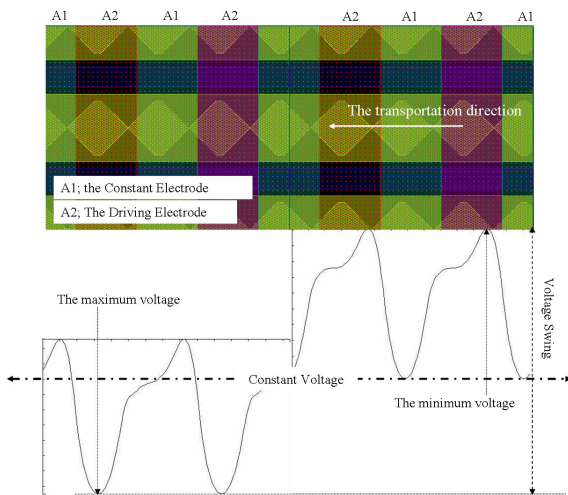 A1 A2 A1 A2 A2 A1 A2 A1
The transportation direction
A1; the Constant Electrode
A2; The Driving Electrode
The maximum voltage
Voltage Swing
Constant Voltage
The minimum voltage